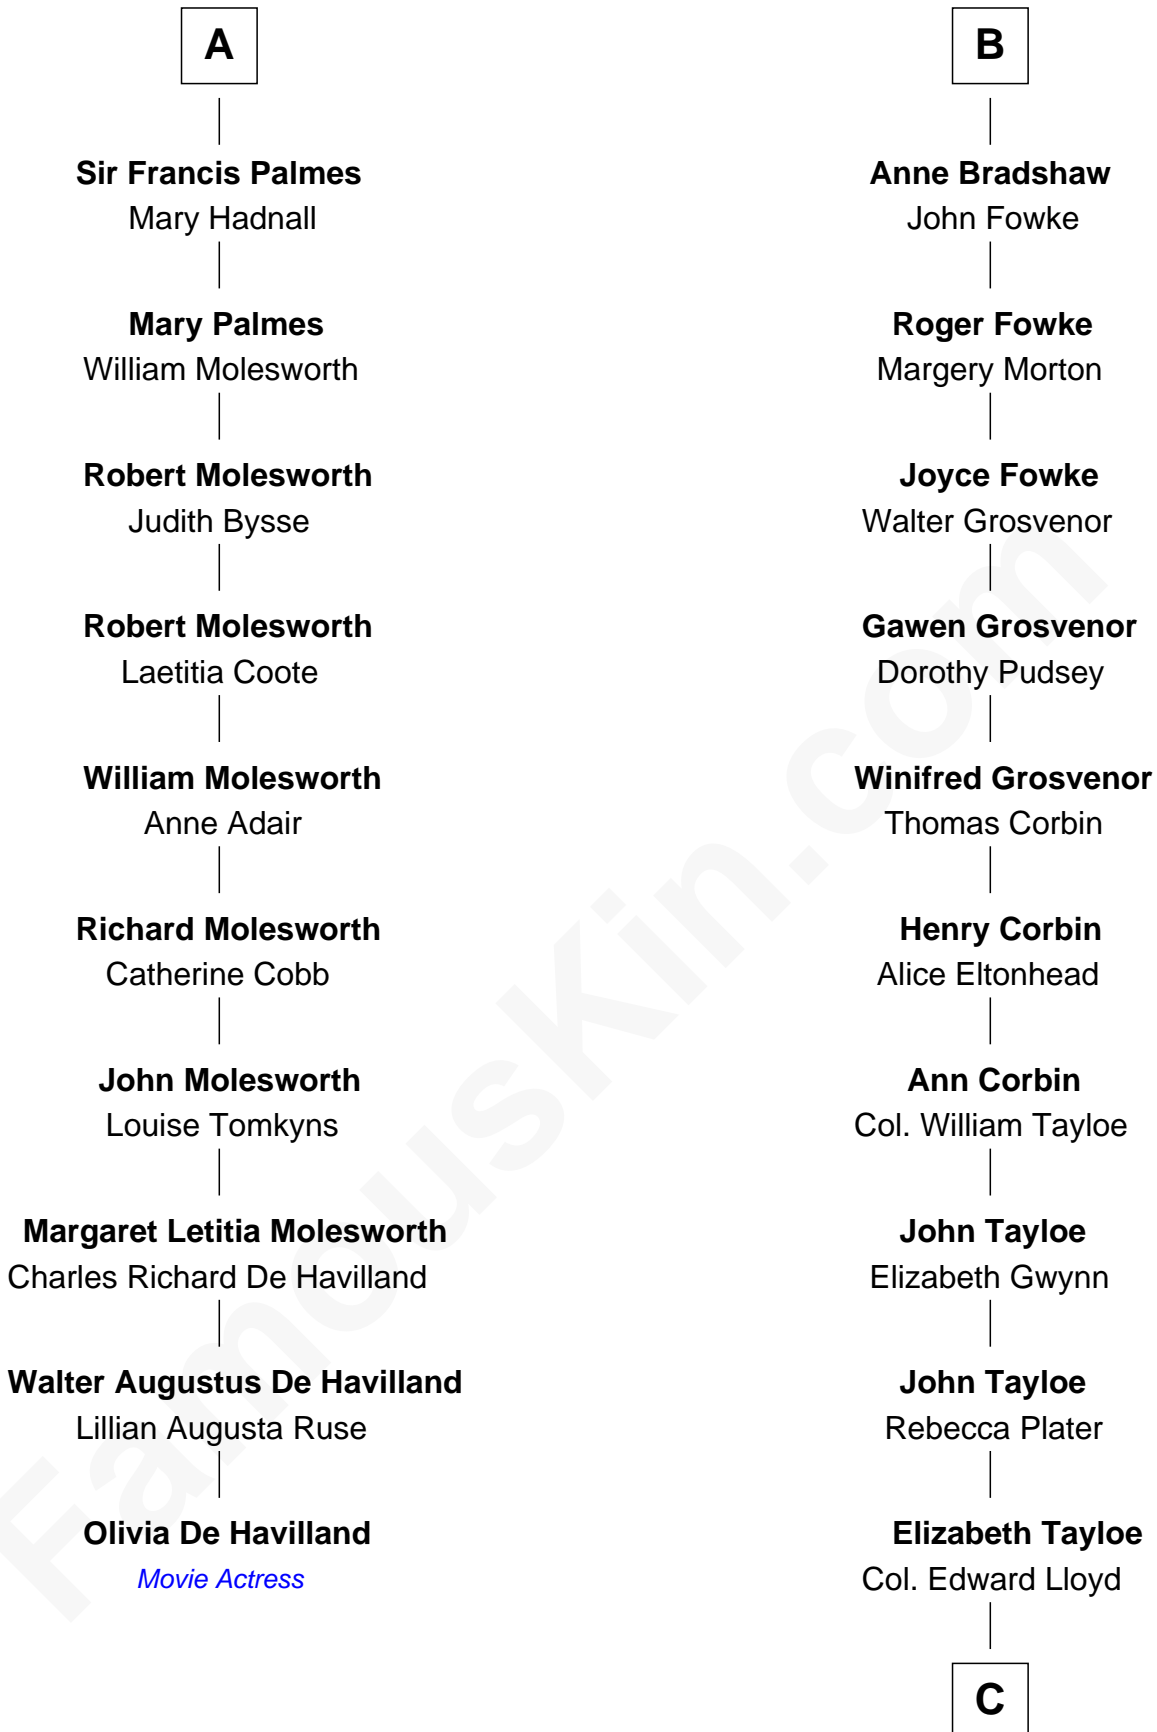 A
Sir Francis Palmes
Mary Hadnall
Mary Palmes
William Molesworth
Robert Molesworth
Judith Bysse
Robert Molesworth
Laetitia Coote
William Molesworth
Anne Adair
Richard Molesworth
Catherine Cobb
John Molesworth
Louise Tomkyns
Margaret Letitia Molesworth
Charles Richard De Havilland
Walter Augustus De Havilland
Lillian Augusta Ruse
Olivia De Havilland
Movie Actress
B
Anne Bradshaw
John Fowke
Roger Fowke
Margery Morton
Joyce Fowke
Walter Grosvenor
Gawen Grosvenor
Dorothy Pudsey
Winifred Grosvenor
Thomas Corbin
Henry Corbin
Alice Eltonhead
Ann Corbin
Col. William Tayloe
John Tayloe
Elizabeth Gwynn
John Tayloe
Rebecca Plater
Elizabeth Tayloe
Col. Edward Lloyd
C
FamousKin.com